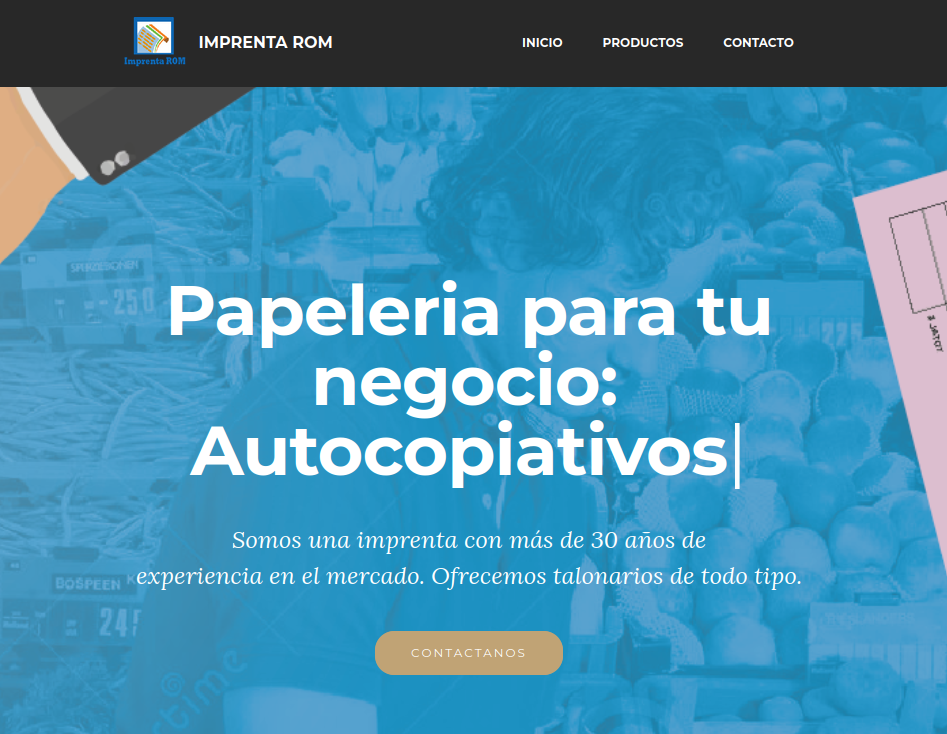 Imprenta ROM
IMPRENTA ROM
INICIO
PRODUCTOS
CONTACTO
Papeleria para tu
negocio:
Autocopiativos
Somos una imprenta con más de 30 años de
experiencia en el mercado. Ofrecemos talonarios de todo tipo.
CONTACTANOS
BOSPEEN